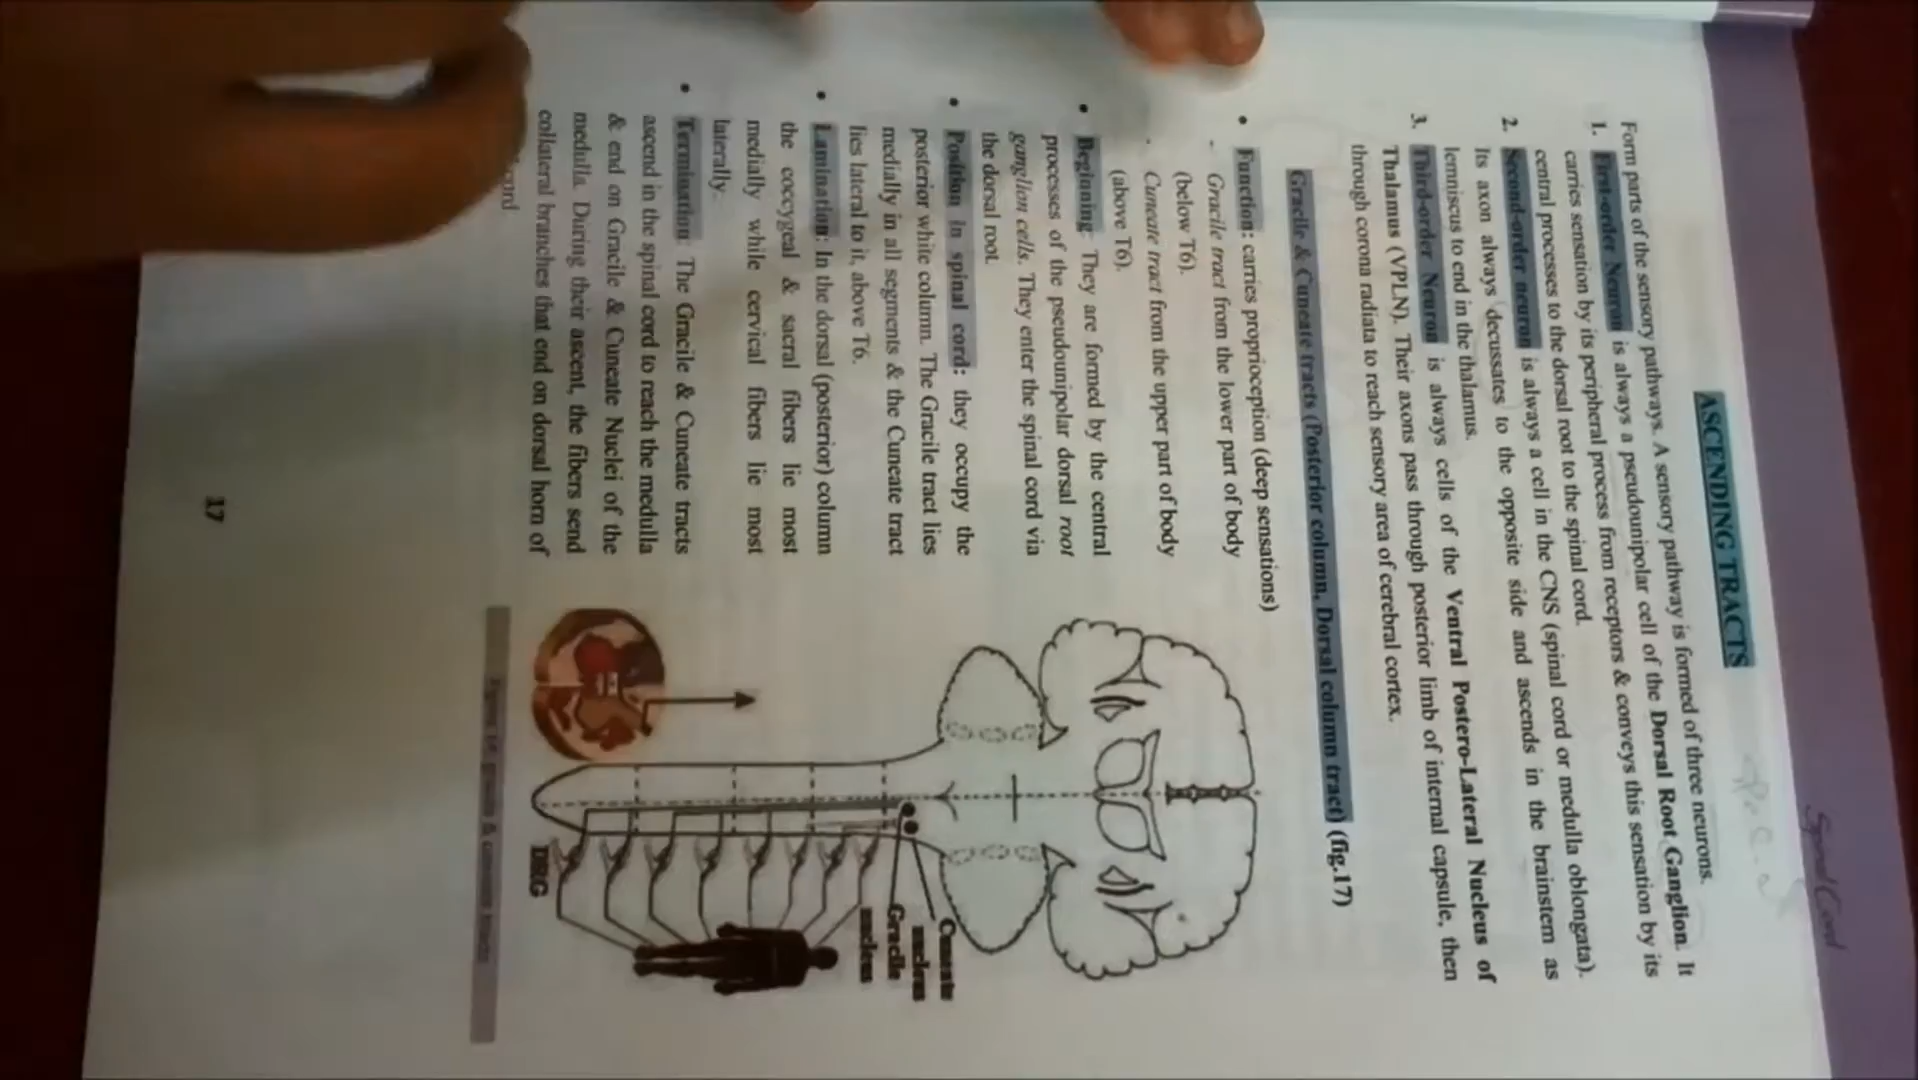 Spinal Cord
ASCENDING TRACTS
Form parts of the sensory pathways. A sensory pathway is formed of three neurons.
1. First-order Neuron is always a pseudounipolar cell of the Dorsal Root Ganglion. It
carries sensation by its peripheral process from receptors & conveys this sensation by its
central processes to the dorsal root to the spinal cord.
2. Second-order neuron is always a cell in the CNS (spinal cord or medulla oblongata).
Its axon always decussates to the opposite side and ascends in the brainstem as
lemniscus to end in the thalamus.
3. Third-order Neuron is always cells of the Ventral Postero-Lateral Nucleus of
Thalamus (VPLN). Their axons pass through posterior limb of internal capsule, then
through corona radiata to reach sensory area of cerebral cortex.
Gracile & Cuneate tracts (Posterior column, Dorsal column tract) (fig.17)
• Function: carries proprioception (deep sensations)
- Gracile tract from the lower part of body
(below T6).
- Cuneate tract from the upper part of body
(above T6).
• Beginning: They are formed by the central
processes of the pseudounipolar dorsal root
ganglion cells. They enter the spinal cord via
the dorsal root.
• Position in spinal cord: they occupy the
posterior white column. The Gracile tract lies
medially in all segments & the Cuneate tract
lies lateral to it, above T6.
• Lamination: In the dorsal (posterior) column
the coccygeal & sacral fibers lie most
medially while cervical fibers lie most
laterally
• Termination: The Gracile & Cuneate tracts
ascend in the spinal cord to reach the medulla
& end on Gracile & Cuneate Nuclei of the
medulla. During their ascent, the fibers send
collateral branches that end on dorsal horn of
cord
Cuneate
nucleus
Gracile
nucleus
DRG
gracile & cuneate tracts
17